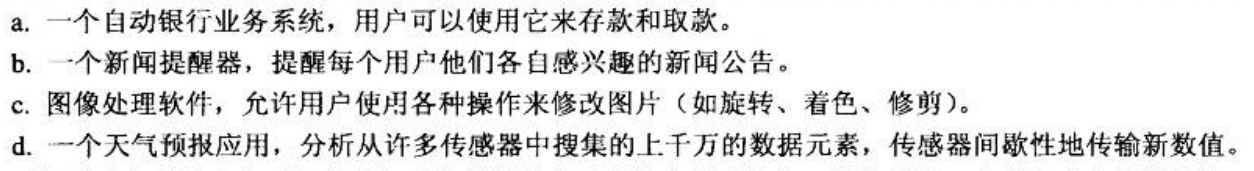 a. 一个自动银行业务系统，用户可以使用它来存款和取款。
b. 一个新闻提醒器，提醒每个用户他们各自感兴趣的新闻公告。
c. 图像处理软件，允许用户使用各种操作来修改图片（如旋转、着色、修剪）。
d. 一个天气预报应用，分析从许多传感器中搜集的上千万的数据元素，传感器间歇性地传输新数值。